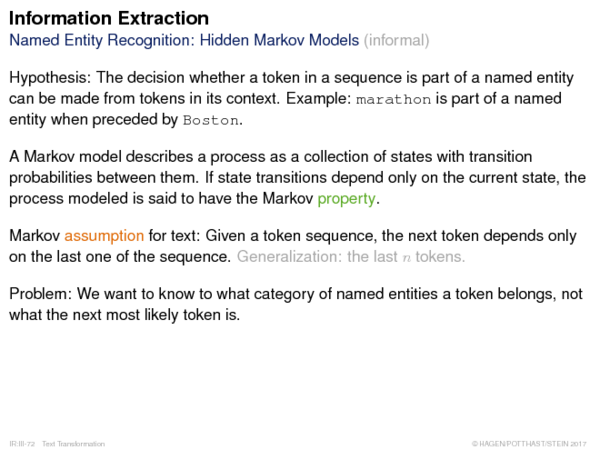 Information Extraction
Named Entity Recognition: Hidden Markov Models (informal)
Hypothesis: The decision whether a token in a sequence is part of a named entity
can be made from tokens in its context. Example: marathon is part of a named
entity when preceded by Boston.
A Markov model describes a process as a collection of states with transition
probabilities between them. If state transitions depend only on the current state, the
process modeled is said to have the Markov property.
Markov assumption for text: Given a token sequence, the next token depends only
on the last one of the sequence. Generalization: the last n tokens.
Problem: We want to know to what category of named entities a token belongs, not
what the next most likely token is.
IR:III-72 Text Transformation © HAGEN/POTTHAST/STEIN 2017